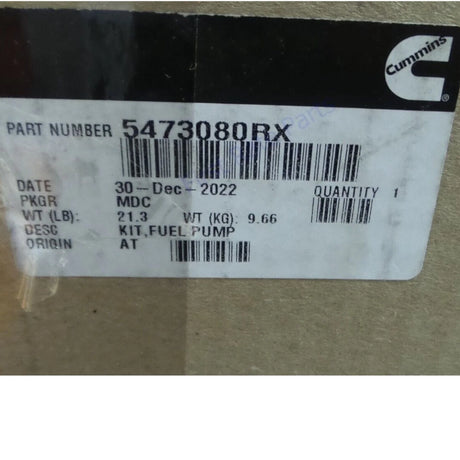 Cummins
PART NUMBER 5473080RX
DATE 30-Dec-2022 QUANTITY 1
PKGR MDC
WT (LB): 21.3 WT (KG): 9.66
DESC KIT,FUEL PUMP
ORIGIN AT